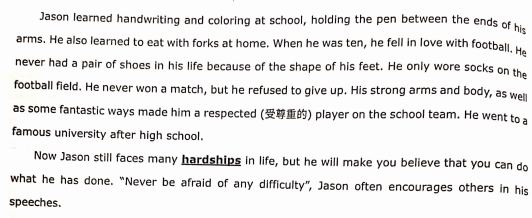 Jason learned handwriting and coloring at school, holding the pen between the ends of his
arms. He also learned to eat with forks at home. When he was ten, he fell in love with football. He
never had a pair of shoes in his life because of the shape of his feet. He only wore socks on the
football field. He never won a match, but he refused to give up. His strong arms and body, as well
as some fantastic ways made him a respected (受尊重的) player on the school team. He went to a
famous university after high school.
Now Jason still faces many hardships in life, but he will make you believe that you can do
what he has done. “Never be afraid of any difficulty”, Jason often encourages others in his
speeches.